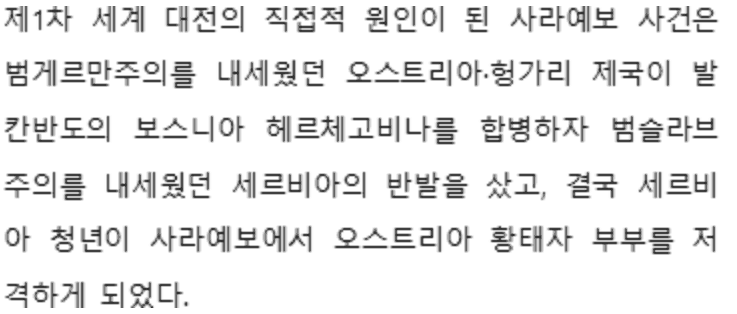 제1차 세계 대전의 직접적 원인이 된 사라예보 사건은
범게르만주의를 내세웠던 오스트리아·헝가리 제국이 발
칸반도의 보스니아 헤르체고비나를 합병하자 범슬라브
주의를 내세웠던 세르비아의 반발을 샀고, 결국 세르비
아 청년이 사라예보에서 오스트리아 황태자 부부를 저
격하게 되었다.